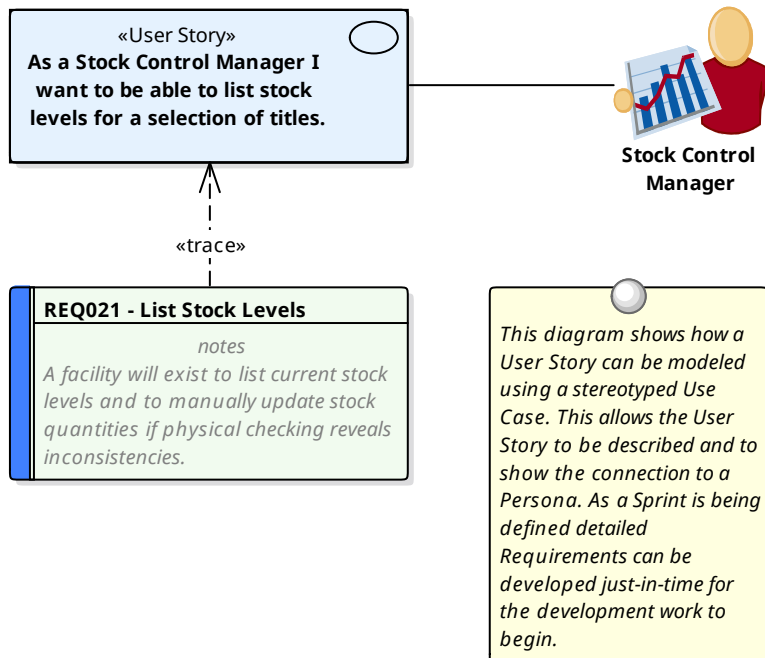 «User Story»
As a Stock Control Manager I
want to be able to list stock
levels for a selection of titles.
Stock Control
Manager
«trace»
REQ021 - List Stock Levels
notes
A facility will exist to list current stock
levels and to manually update stock
quantities if physical checking reveals
inconsistencies.
This diagram shows how a
User Story can be modeled
using a stereotyped Use
Case. This allows the User
Story to be described and to
show the connection to a
Persona. As a Sprint is being
defined detailed
Requirements can be
developed just-in-time for
the development work to
begin.